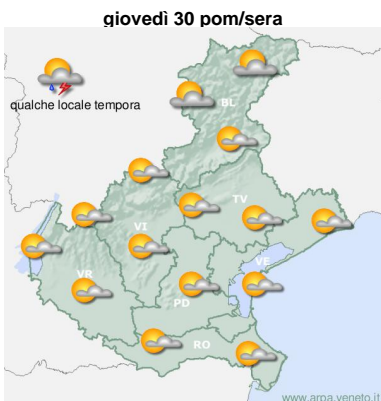 giovedì 30 pom/sera
qualche locale tempora
BL
TV
VI
VE
VR
PD
RO
www.arpa.veneto.it